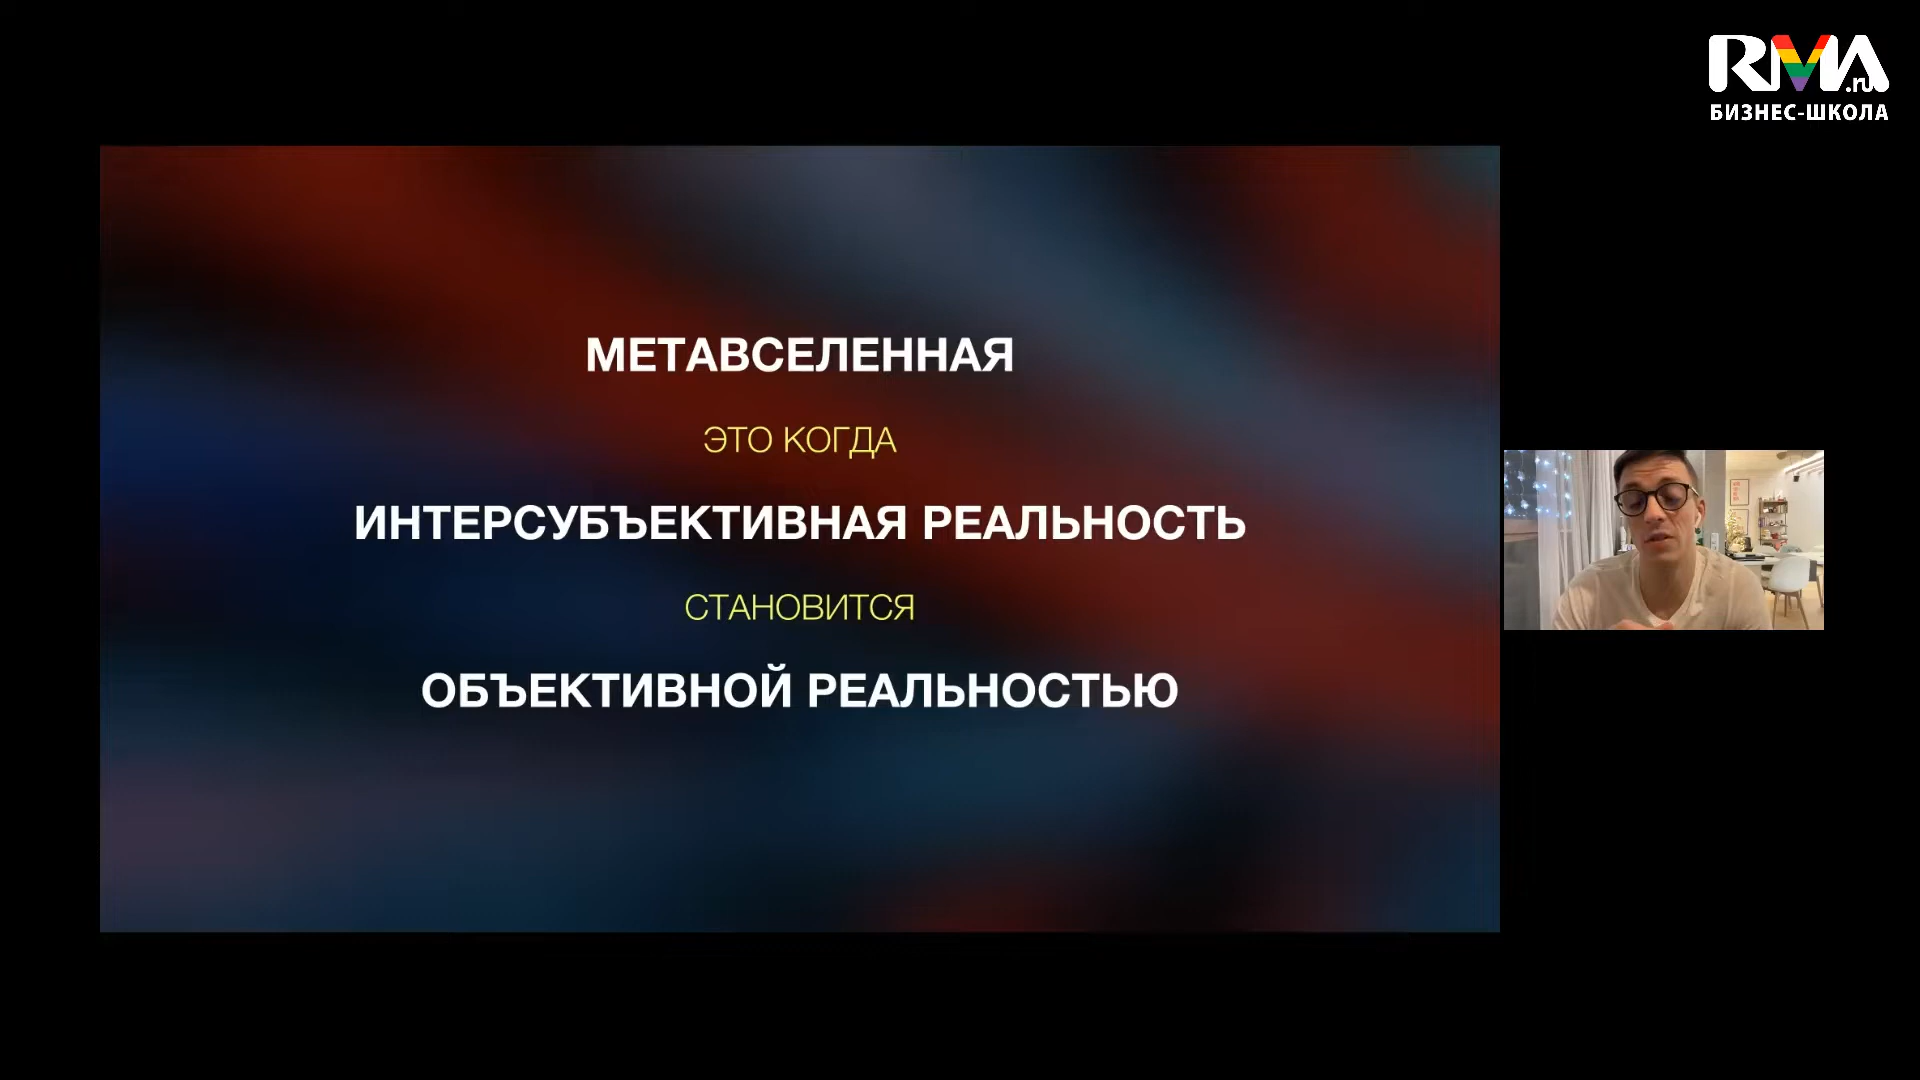 RMA
.ru
БИЗНЕС-ШКОЛА
МЕТАВСЕЛЕННАЯ
ЭТО КОГДА
ИНТЕРСУБЪЕКТИВНАЯ РЕАЛЬНОСТЬ
СТАНОВИТСЯ
ОБЪЕКТИВНОЙ РЕАЛЬНОСТЬЮ